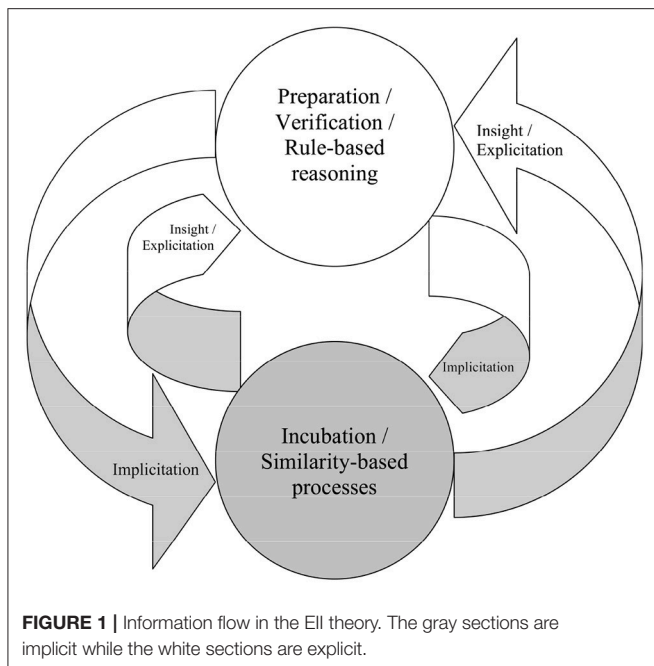 Preparation /
Verification /
Rule-based
reasoning
Insight /
Explicitation
Insight /
Explicitation
Implicitation
Implicitation
Incubation /
Similarity-based
processes
FIGURE 1 | Information flow in the EII theory. The gray sections are
implicit while the white sections are explicit.